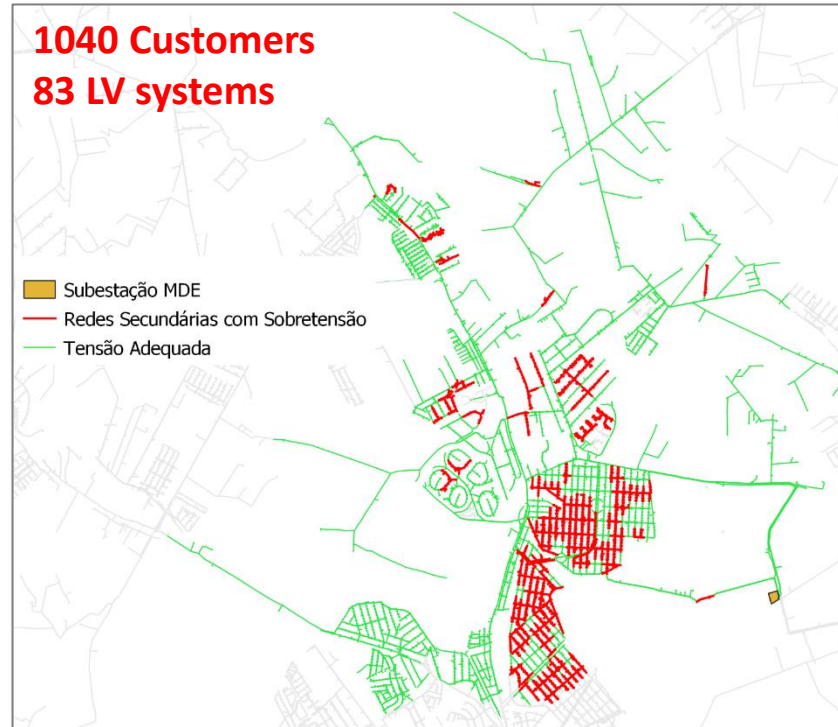 1040 Customers
83 LV systems
Subestação MDE
Redes Secundárias com Sobretensão
Tensão Adequada